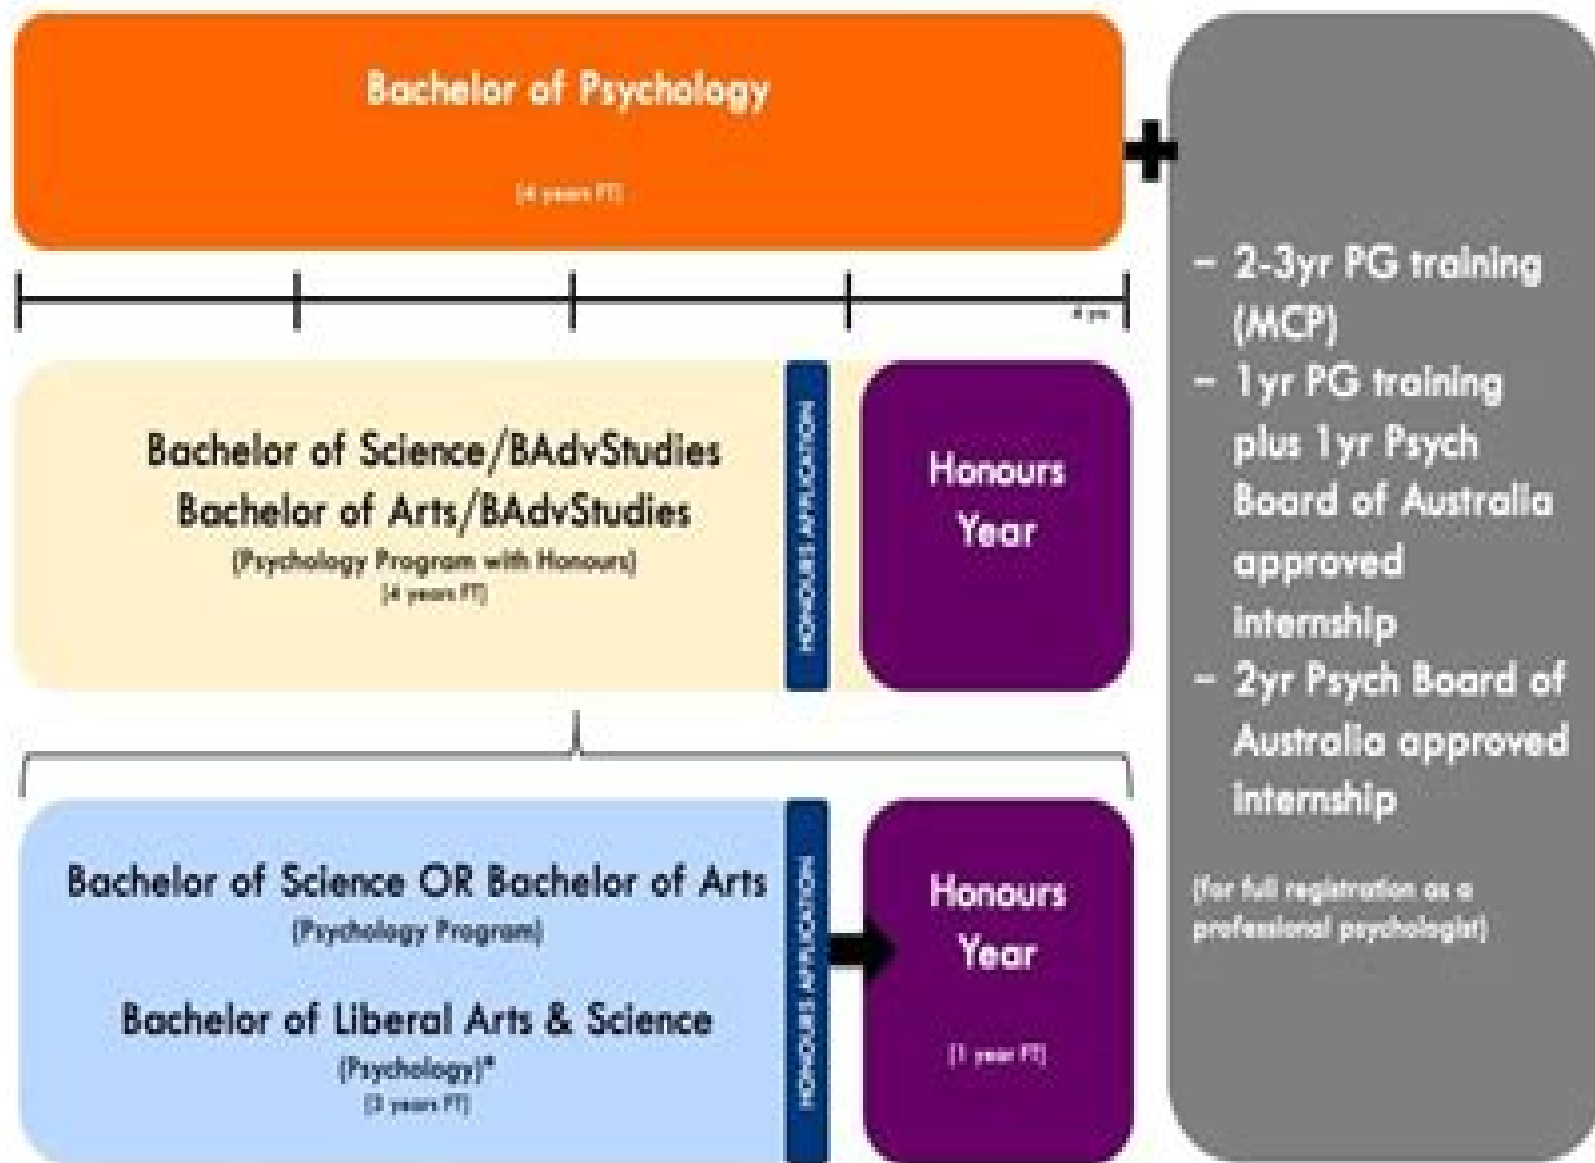 Bachelor of Psychology
(4 years FT)
4 yrs
Bachelor of Science/BAdvStudies
Bachelor of Arts/BAdvStudies
(Psychology Program with Honours)
(4 years FT)
HONOURS APPLICATION
Honours
Year
Bachelor of Science OR Bachelor of Arts
(Psychology Program)
Bachelor of Liberal Arts & Science
(Psychology)*
(3 years FT)
HONOURS APPLICATION
Honours
Year
(1 year FT)
– 2-3yr PG training
(MCP)
– 1yr PG training
plus 1yr Psych
Board of Australia
approved
internship
– 2yr Psych Board of
Australia approved
internship
(for full registration as a
professional psychologist)